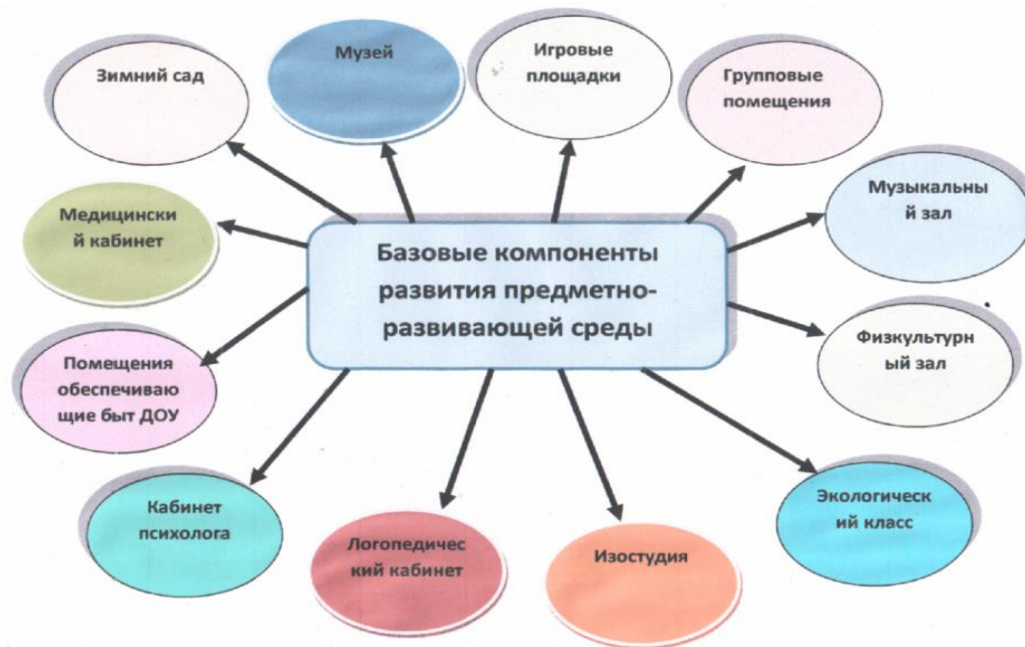 Зимний сад
Музей
Игровые
площадки
Групповые
помещения
Медицински
й кабинет
Базовые компоненты
развития предметно-
развивающей среды
Музыкальны
й зал
Помещения
обеспечиваю
щие быт ДОУ
Физкультурн
ый зал
Кабинет
психолога
Логопедичес
кий кабинет
Изостудия
Экологическ
ий класс